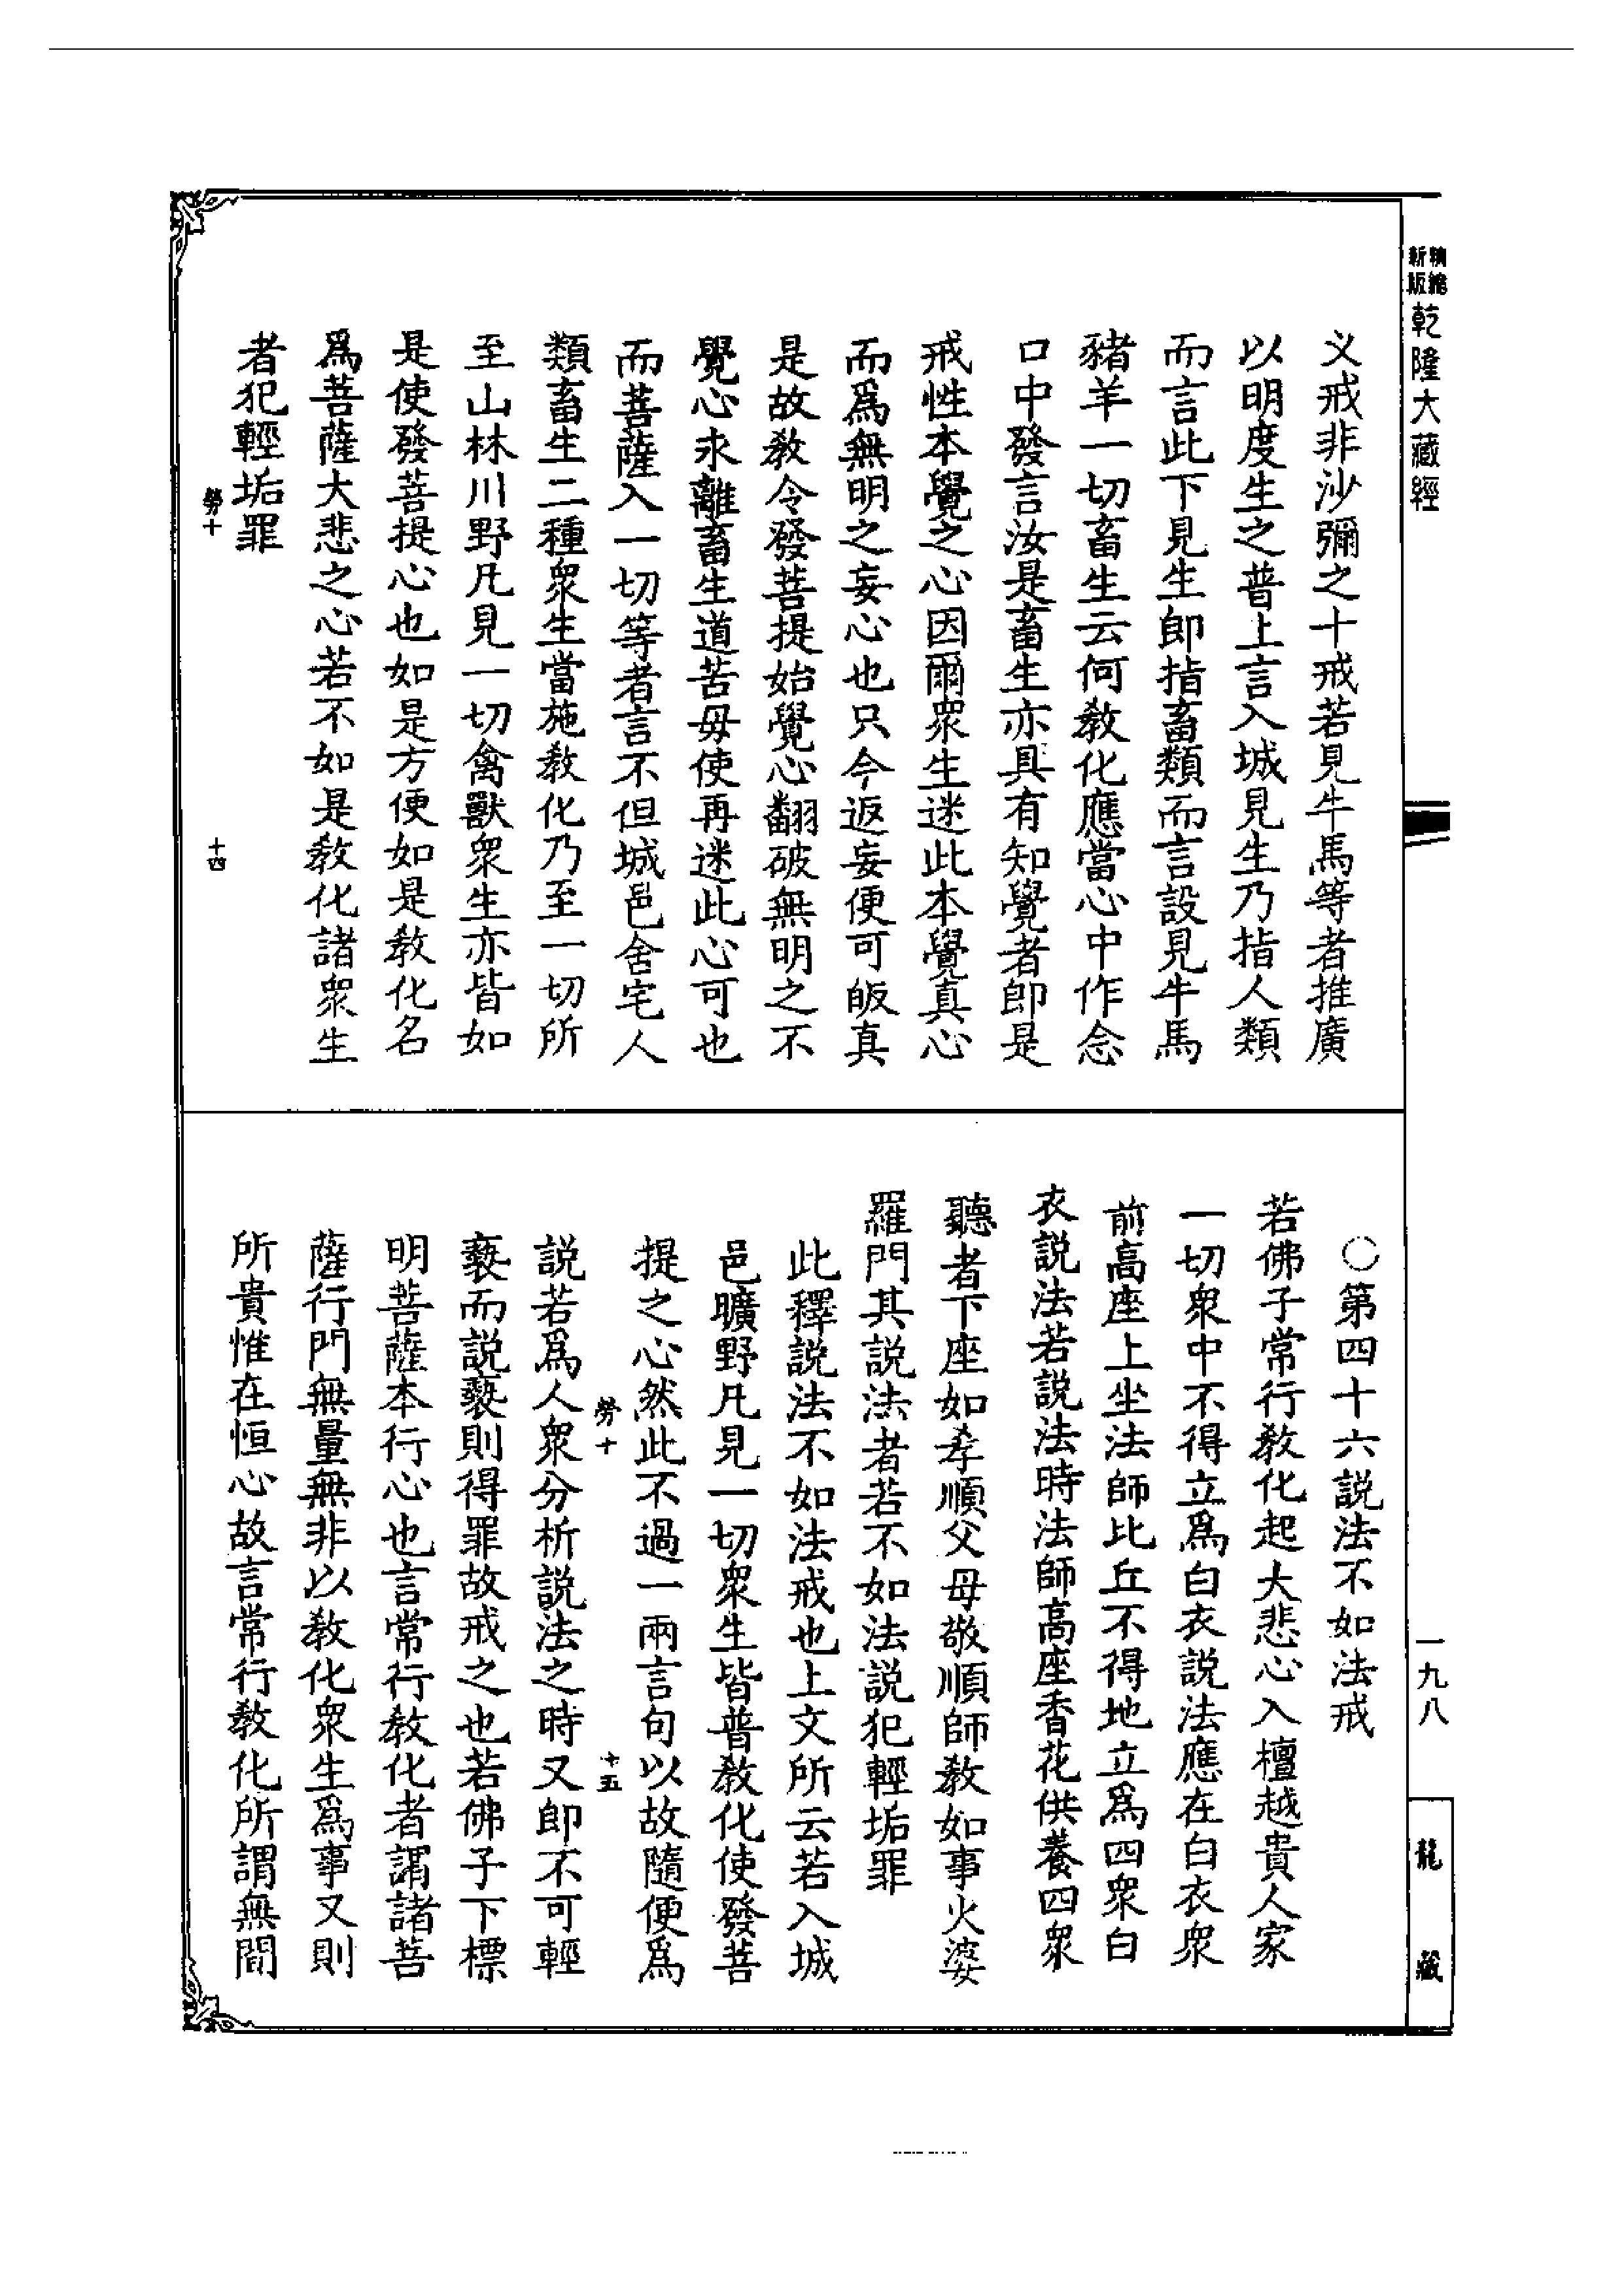 精縮
新版
乾隆大藏經
义戒非沙彌之十戒若見牛馬等者推廣
以明度生之普上言入城見生乃指人類
而言此下見生即指畜類而言設見牛馬
豬羊一切畜生云何教化應當心中作念
口中發言汝是畜生亦具有知覺者即是
戒性本覺之心因爾衆生迷此本覺真心
而爲無明之妄心也只今返妄便可皈真
是故教令發菩提始覺心翻破無明之不
覺心永離畜生道苦毋使再迷此心可也
而菩薩入一切等者言不但城邑舍宅人
類畜生二種衆生當施教化乃至一切所
至山林川野凡見一切禽獸衆生亦皆如
是使發菩提心也如是方便如是教化名
爲菩薩大悲之心若不如是教化諸衆生
者犯輕垢罪
勞十
十四
○第四十六説法不如法戒
若佛子常行教化起大悲心入檀越貴人家
一切衆中不得立爲白衣説法應在白衣衆
前高座上坐法師比丘不得地立爲四衆白
衣説法若説法時法師高座香花供養四衆
聽者下座如孝順父母敬順師教如事火婆
羅門其説法者若不如法説犯輕垢罪
此釋説法不如法戒也上文所云若入城
邑曠野凡見一切衆生皆普教化使發菩
提之心然此不過一兩言句以故隨便爲
勞十
十五
説若爲人衆分析説法之時又即不可輕
褻而説褻則得罪故戒之也若佛子下標
明菩薩本行心也言常行教化者謂諸菩
薩行門無量無非以教化衆生爲事又則
所貴惟在恒心故言常行教化所謂無間
一九八
龍藏